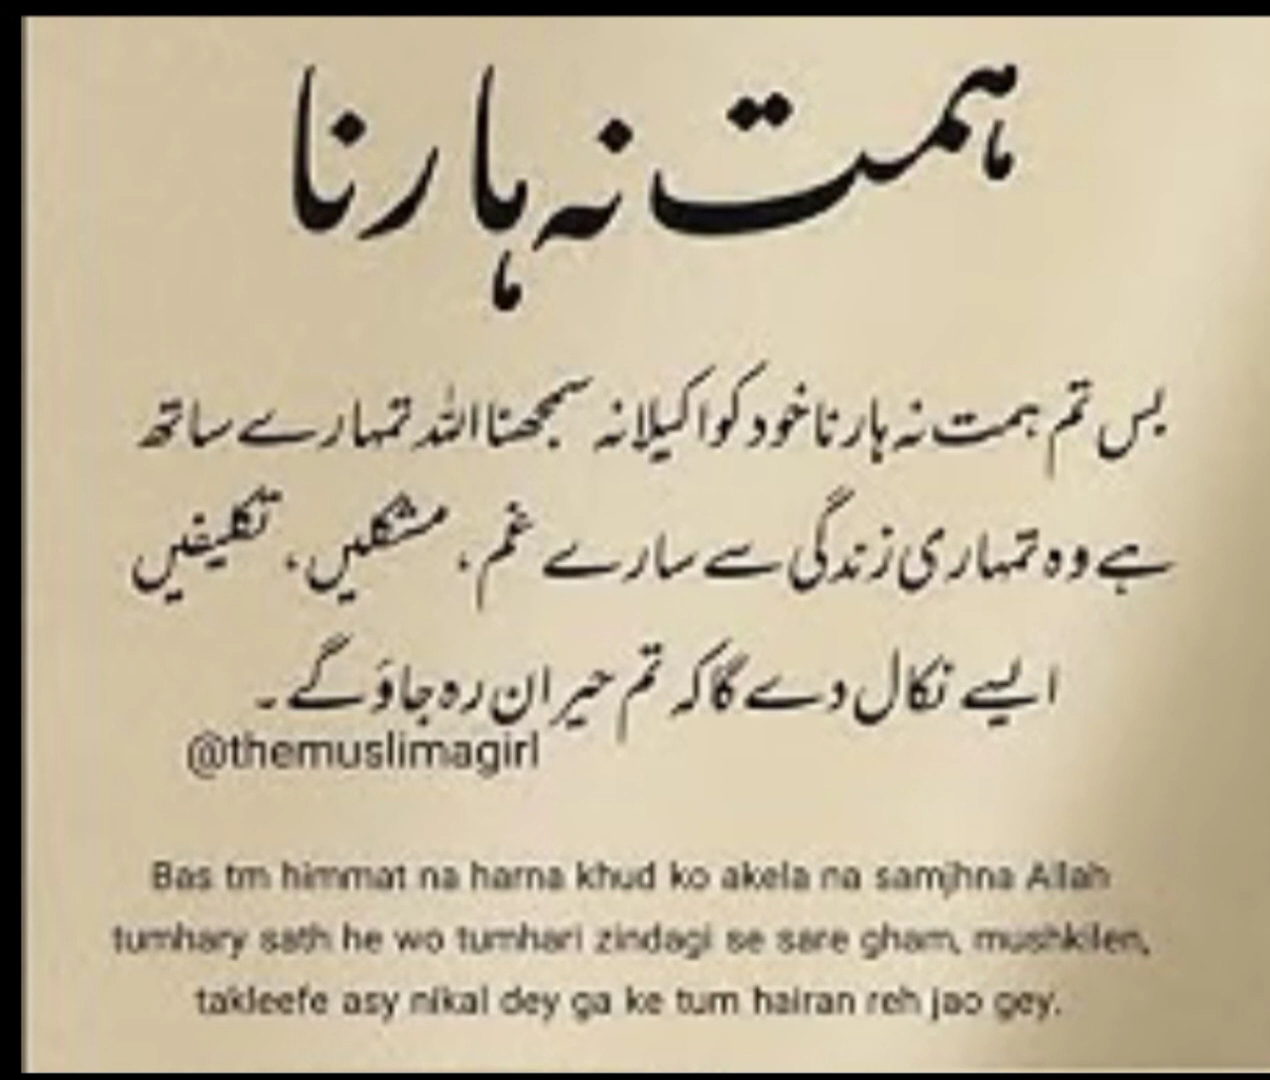 ہمت نہ ہارنا
بس تم ہمت نہ ہارنا خود کو اکیلا نہ سمجھنا اللہ تمہارے ساتھ
ہے وہ تمہاری زندگی سے سارے غم، مشکلیں، تکلیفیں
ایسے نکال دے گا کہ تم حیران رہ جاؤ گے۔
@themuslimagirl
Bas tm himmat na harna khud ko akela na samjhna Allah
tumhary sath he wo tumhari zindagi se sare gham, mushkilen,
takleefe asy nikal dey ga ke tum hairan reh jao gey.